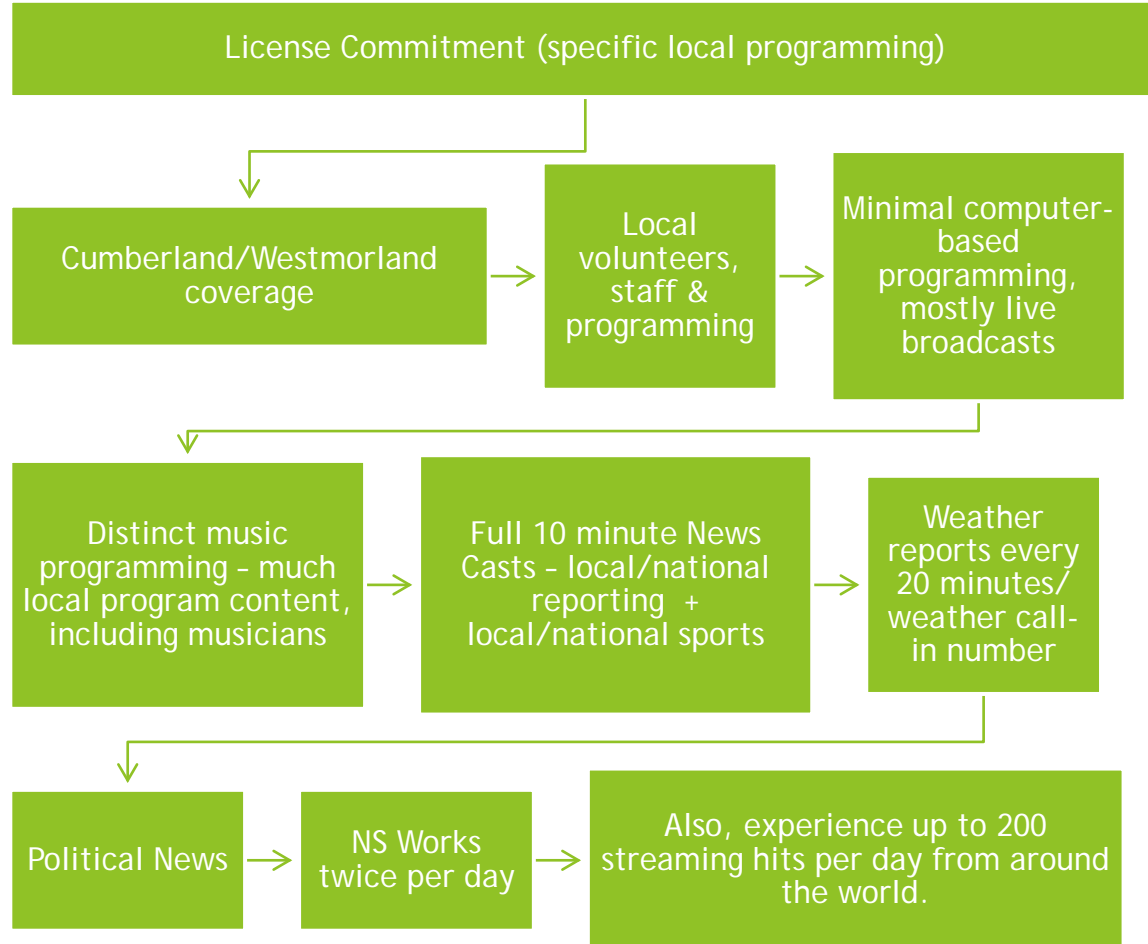 License Commitment (specific local programming)
Cumberland/Westmorland
coverage
Local
volunteers,
staff &
programming
Minimal computer-
based
programming,
mostly live
broadcasts
Distinct music
programming - much
local program content,
including musicians
Full 10 minute News
Casts - local/national
reporting +
local/national sports
Weather
reports every
20 minutes/
weather call-
in number
Political News
NS Works
twice per day
Also, experience up to 200
streaming hits per day from around
the world.